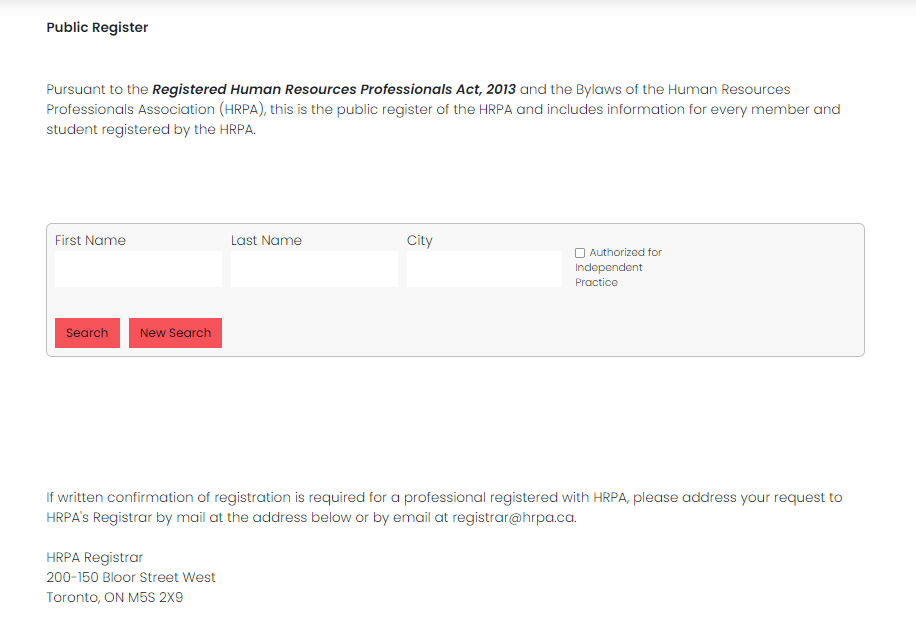 Public Register
Pursuant to the Registered Human Resources Professionals Act, 2013 and the Bylaws of the Human Resources
Professionals Association (HRPA), this is the public register of the HRPA and includes information for every member and
student registered by the HRPA.
First Name Last Name City
Authorized for
Independent
Practice
Search New Search
If written confirmation of registration is required for a professional registered with HRPA, please address your request to
HRPA's Registrar by mail at the address below or by email at registrar@hrpa.ca.
HRPA Registrar
200-150 Bloor Street West
Toronto, ON M5S 2X9